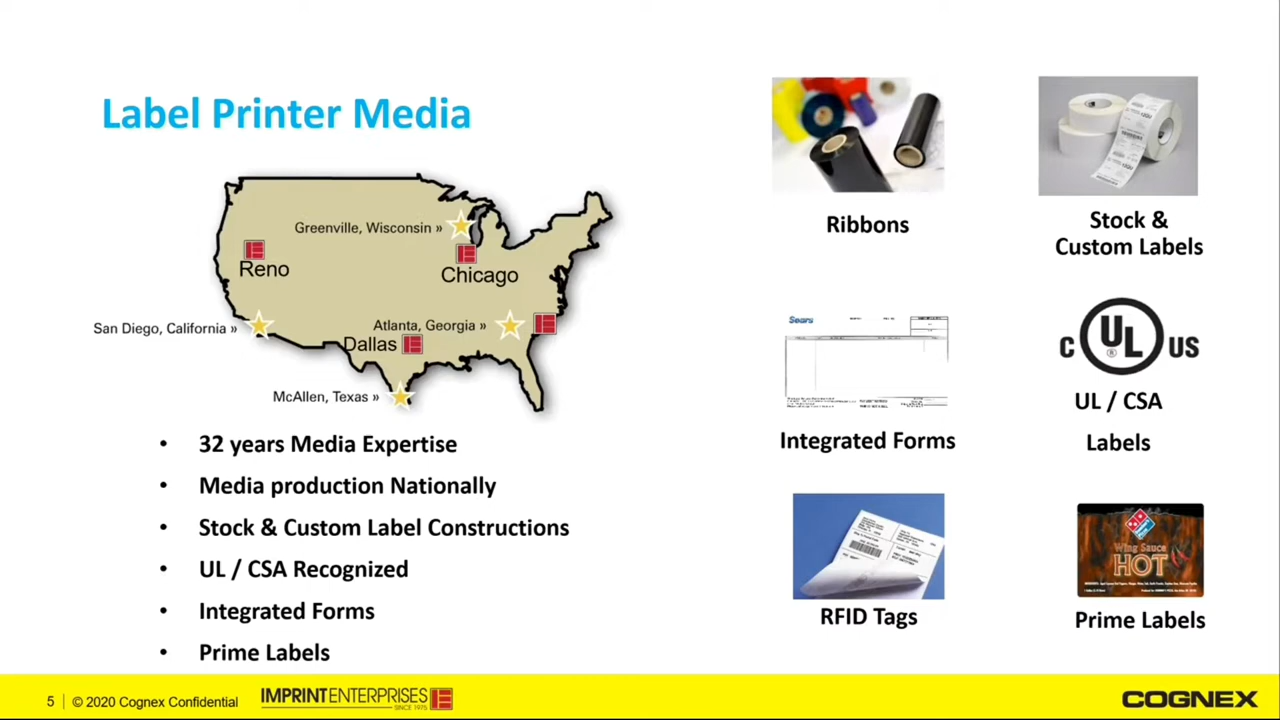 Label Printer Media
Greenville, Wisconsin »
Reno
Chicago
San Diego, California »
Atlanta, Georgia »
Dallas
McAllen, Texas »
• 32 years Media Expertise
• Media production Nationally
• Stock & Custom Label Constructions
• UL / CSA Recognized
• Integrated Forms
• Prime Labels
Ribbons
Stock &
Custom Labels
Sears
Integrated Forms
C UL ® US
UL / CSA
Labels
RFID Tags
Wing Sauce
HOT
Prime Labels
5 | © 2020 Cognex Confidential
IMPRINT ENTERPRISES
SINCE 1975
COGNEX